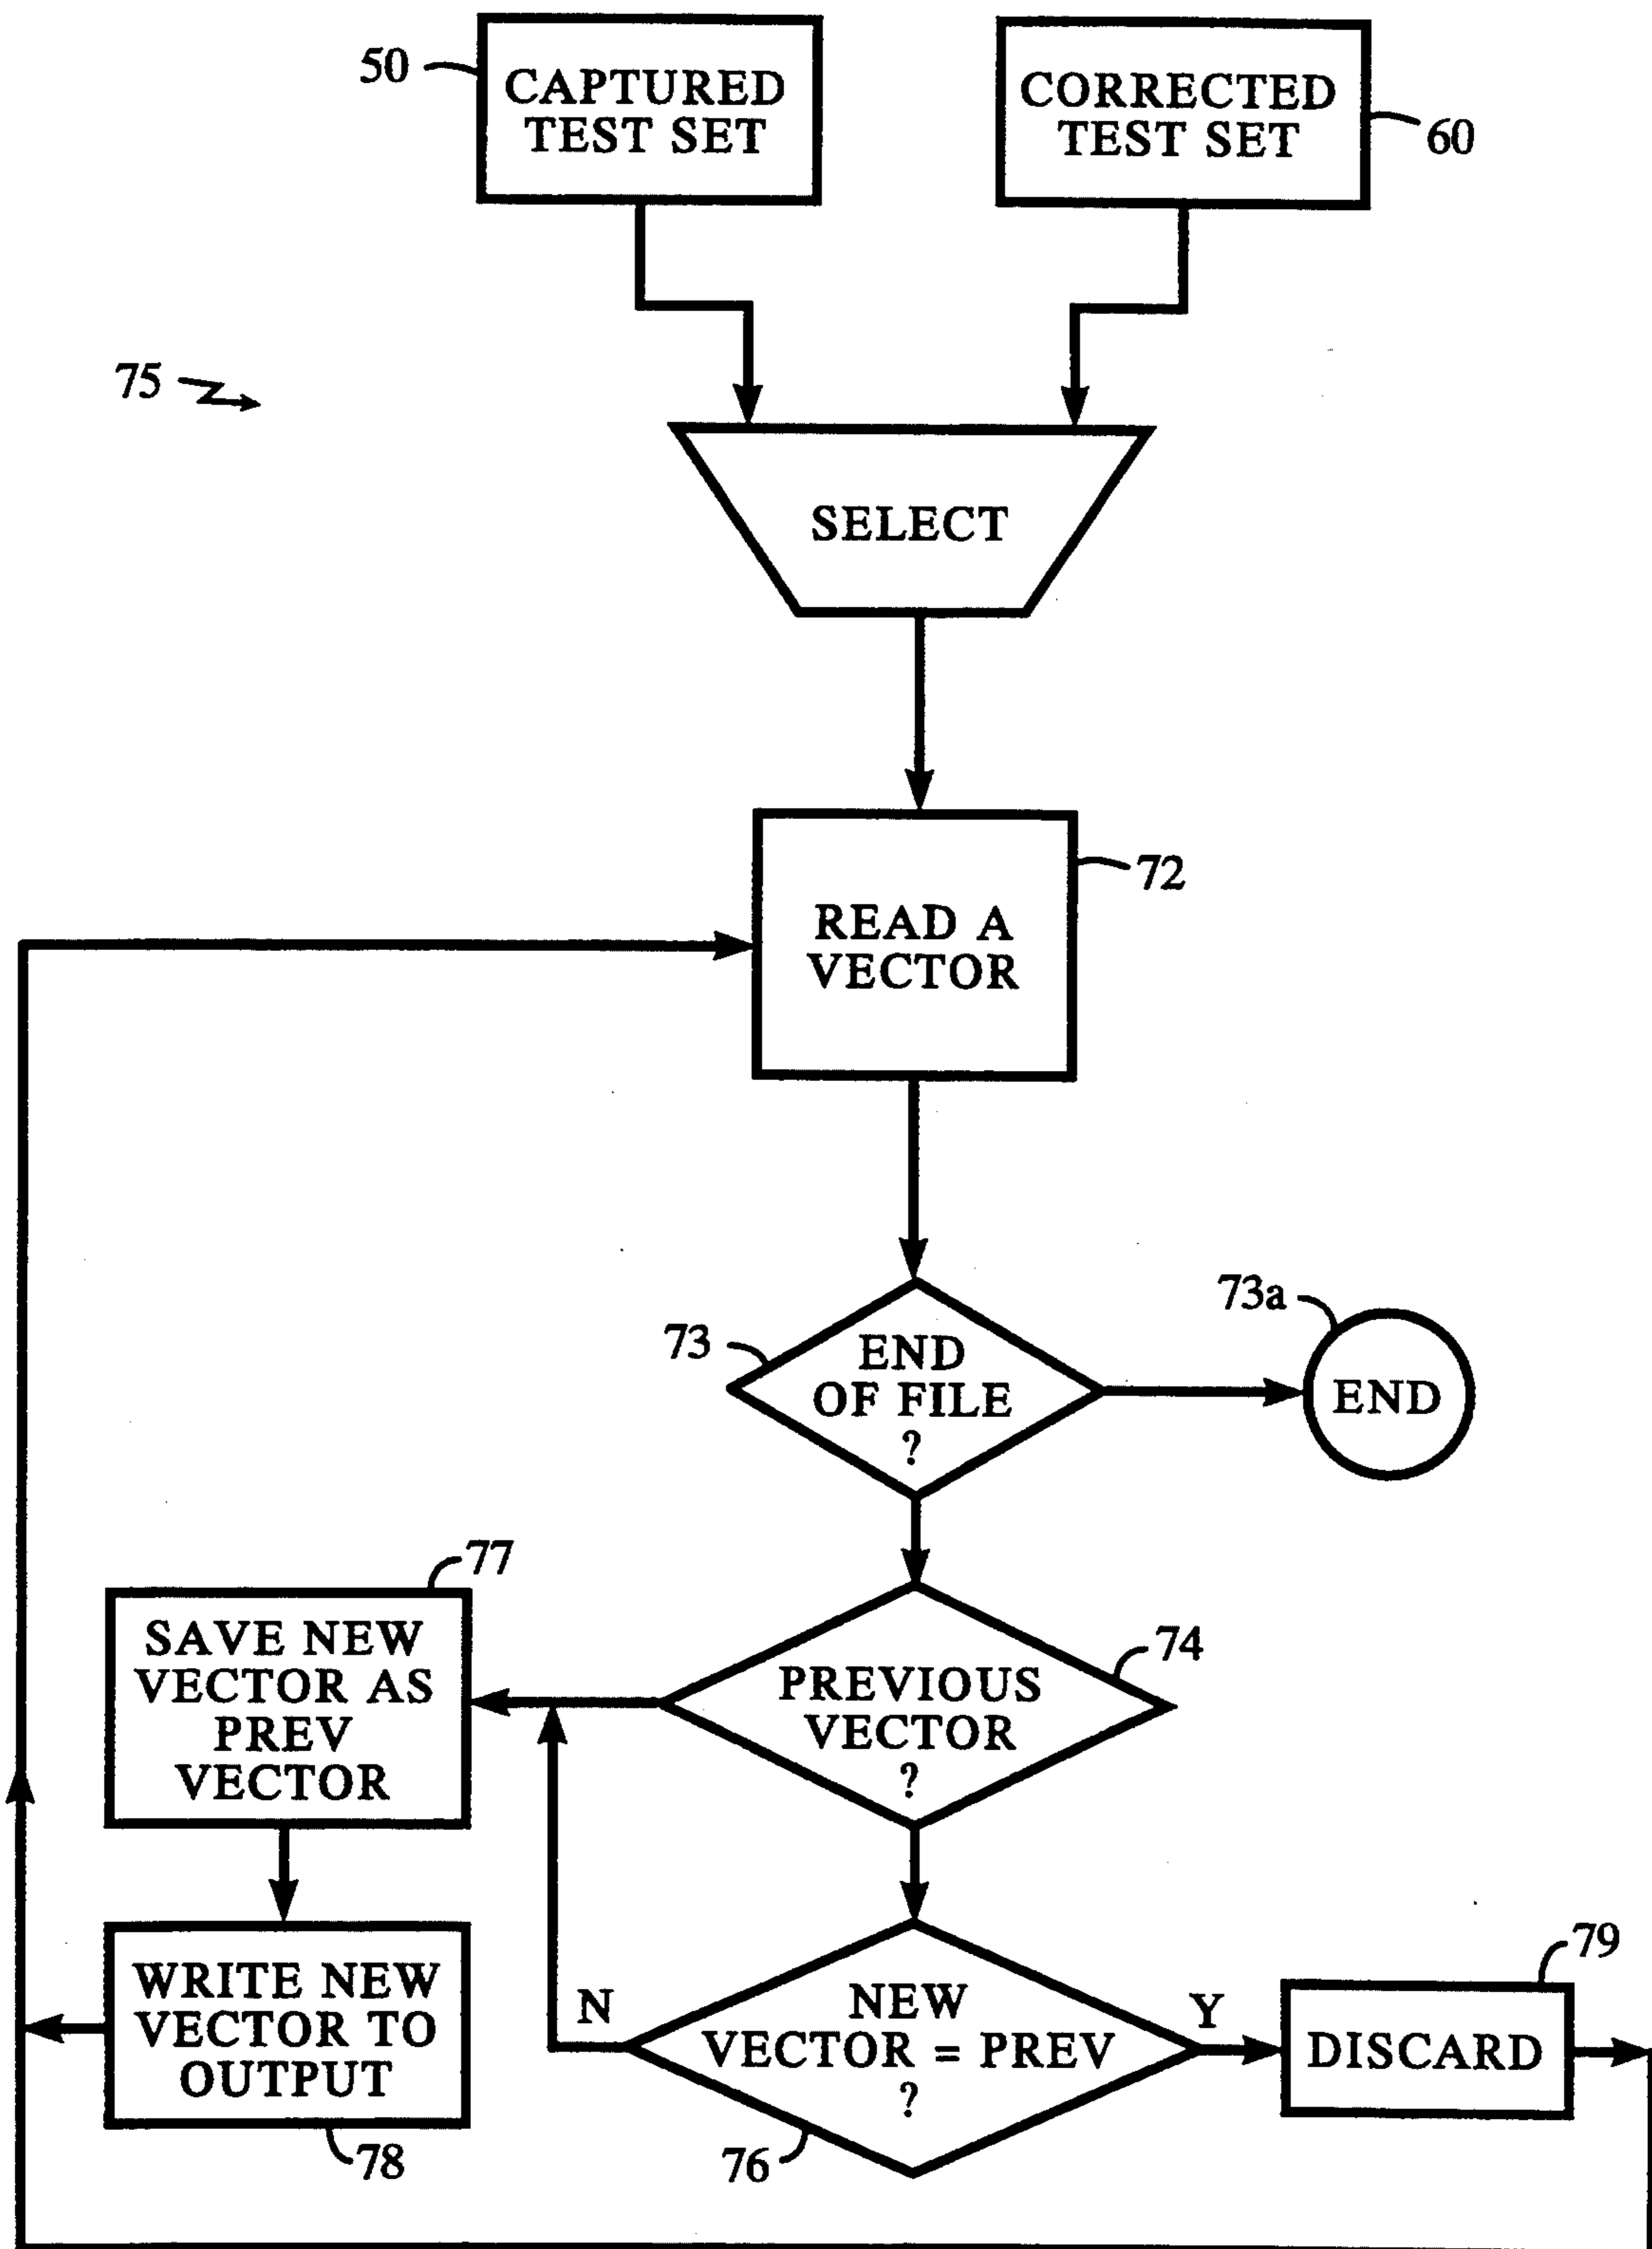 50
CAPTURED
TEST SET
CORRECTED
TEST SET
60
75
SELECT
72
READ A
VECTOR
73
END
OF FILE
?
73a
END
77
SAVE NEW
VECTOR AS
PREV
VECTOR
74
PREVIOUS
VECTOR
?
WRITE NEW
VECTOR TO
OUTPUT
78
N
NEW
VECTOR = PREV
?
Y
76
79
DISCARD